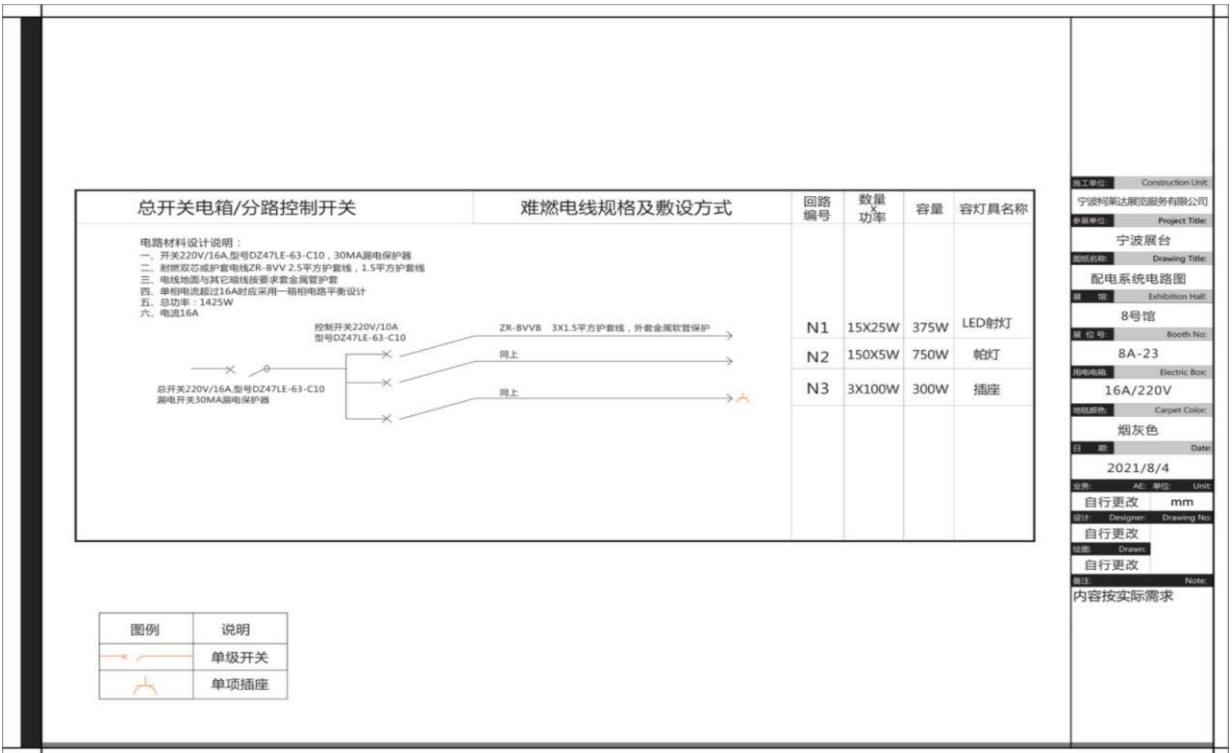 总开关电箱/分路控制开关
难燃电线规格及敷设方式
回路
编号
数量
×
功率
容量
容灯具名称
电路材料设计说明：
一、开关220V/16A,型号DZ47LE-63-C10，30MA漏电保护器
二、耐燃双芯或护套电线ZR-BVV 2.5平方护套线，1.5平方护套线
三、电线地面与其它暗线按要求套金属管护套
四、单相电流超过16A时应采用一箱相电路平衡设计
五、总功率：1425W
六、电流16A
控制开关220V/10A
型号DZ47LE-63-C10
总开关220V/16A,型号DZ47LE-63-C10
漏电开关30MA漏电保护器
ZR-BVVB 3X1.5平方护套线，外套金属软管保护
同上
同上
N1 15X25W 375W LED射灯
N2 150X5W 750W 帕灯
N3 3X100W 300W 插座
图例 说明
单级开关
单项插座
施工单位: Construction Unit:
宁波柯莱达展览服务有限公司
参展单位: Project Title:
宁波展台
图纸名称: Drawing Title:
配电系统电路图
展 馆: Exhibition Hall:
8号馆
展 位 号: Booth No:
8A-23
用电电箱: Electric Box:
16A/220V
地毯颜色: Carpet Color:
烟灰色
日 期: Date:
2021/8/4
业务: AE: 单位: Unit:
自行更改 mm
设计: Designer: Drawing No:
自行更改
绘图: Drawn:
自行更改
备注: Note:
内容按实际需求